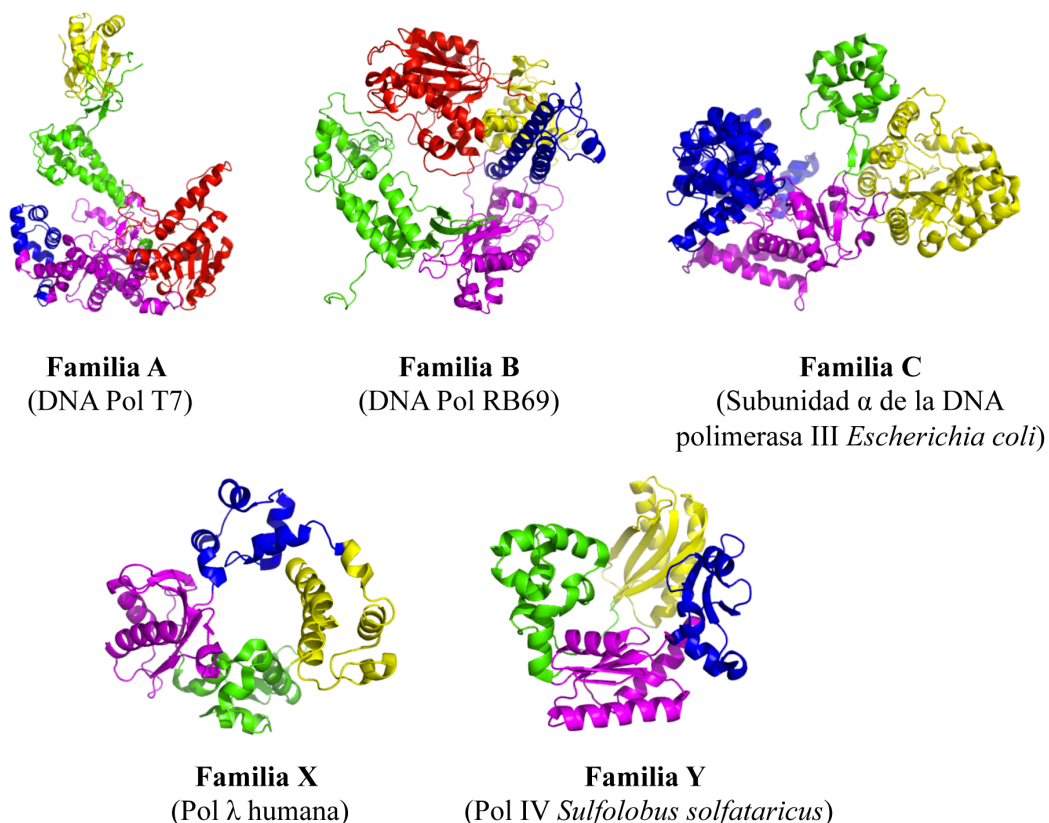 Familia A
(DNA Pol T7)
Familia B
(DNA Pol RB69)
Familia C
(Subunidad α de la DNA
polimerasa III Escherichia coli)
Familia X
(Pol λ humana)
Familia Y
(Pol IV Sulfolobus solfataricus)